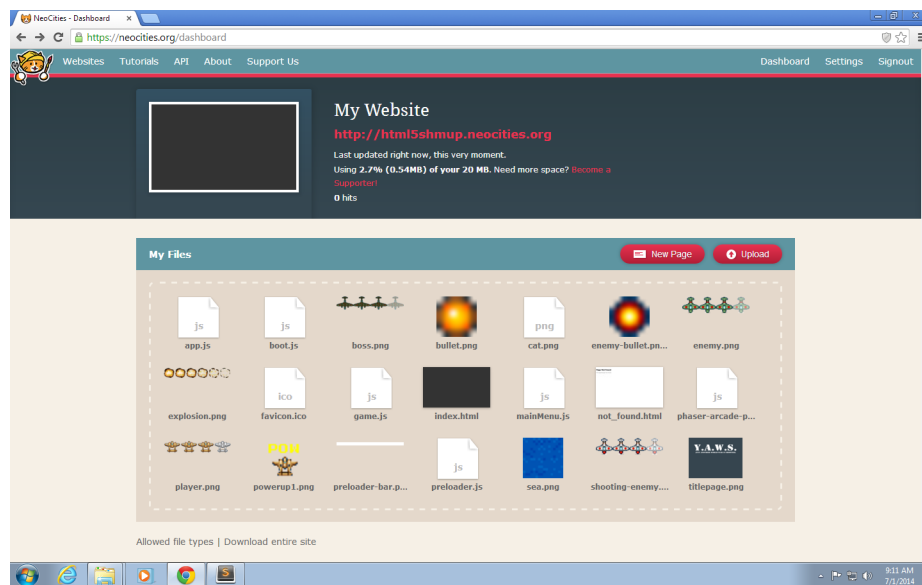 NeoCities - Dashboard
https://neocities.org/dashboard
Websites Tutorials API About Support Us Dashboard Settings Signout
My Website
http://html5shmup.neocities.org
Last updated right now, this very moment.
Using 2.7% (0.54MB) of your 20 MB. Need more space? Become a
Supporter!
0 hits
My Files New Page Upload
js js png
app.js boot.js boss.png bullet.png cat.png enemy-bullet.pn... enemy.png
ico js js js
explosion.png favicon.ico game.js index.html mainMenu.js not_found.html phaser-arcade-p...
POW js Y.A.W.S.
player.png powerup1.png preloader-bar.p... preloader.js sea.png shooting-enemy.... titlepage.png
Allowed file types | Download entire site
9:11 AM
7/1/2014